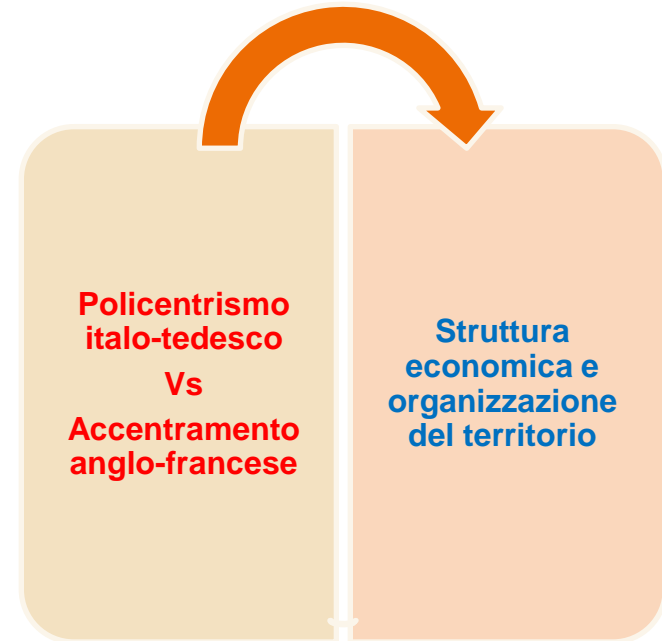 Policentrismo
italo-tedesco
Vs
Accentramento
anglo-francese
Struttura
economica e
organizzazione
del territorio